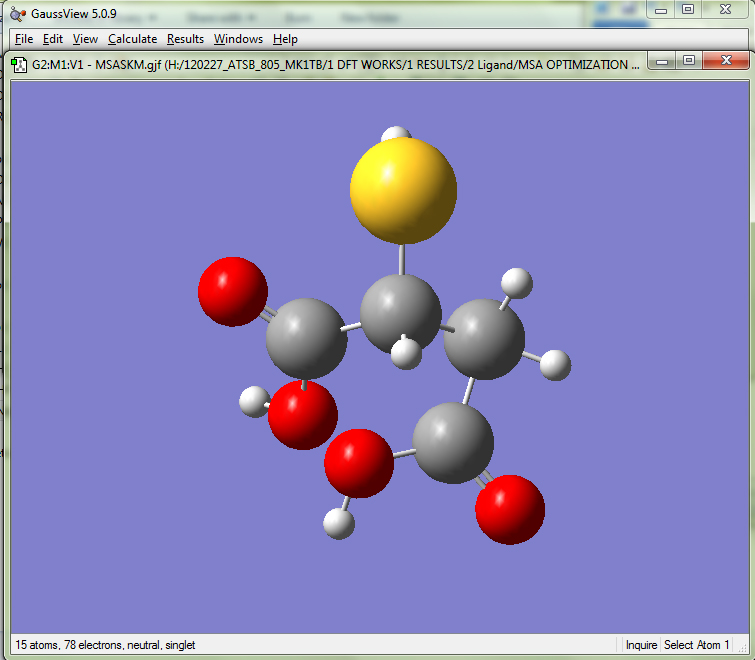 GaussView 5.0.9
File Edit View Calculate Results Windows Help
G2:M1:V1 - MSASKM.gjf (H:/120227_ATSB_805_MK1TB/1 DFT WORKS/1 RESULTS/2 Ligand/MSA OPTIMIZATION ...
15 atoms, 78 electrons, neutral, singlet Inquire Select Atom 1